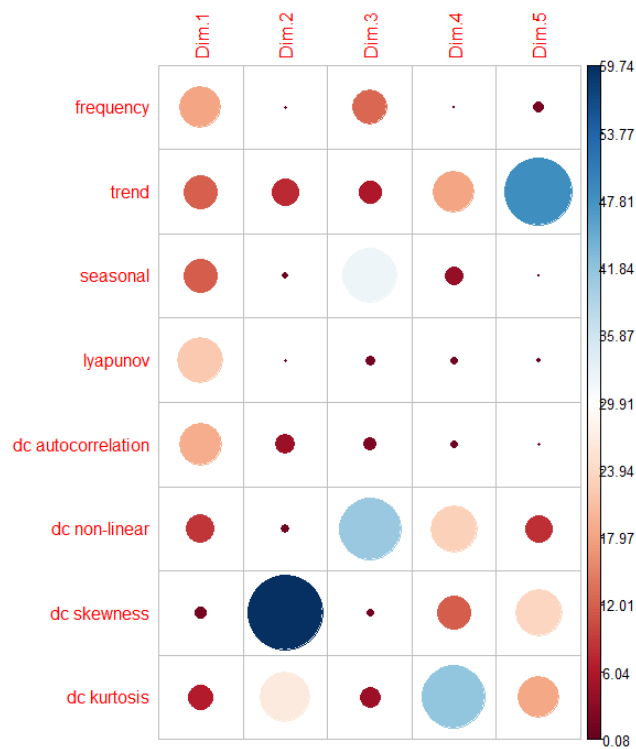 Dim.1 Dim.2 Dim.3 Dim.4 Dim.5
frequency
trend
seasonal
lyapunov
dc autocorrelation
dc non-linear
dc skewness
dc kurtosis
59.74
53.77
47.81
41.84
35.87
29.91
23.94
17.97
12.01
6.04
0.08